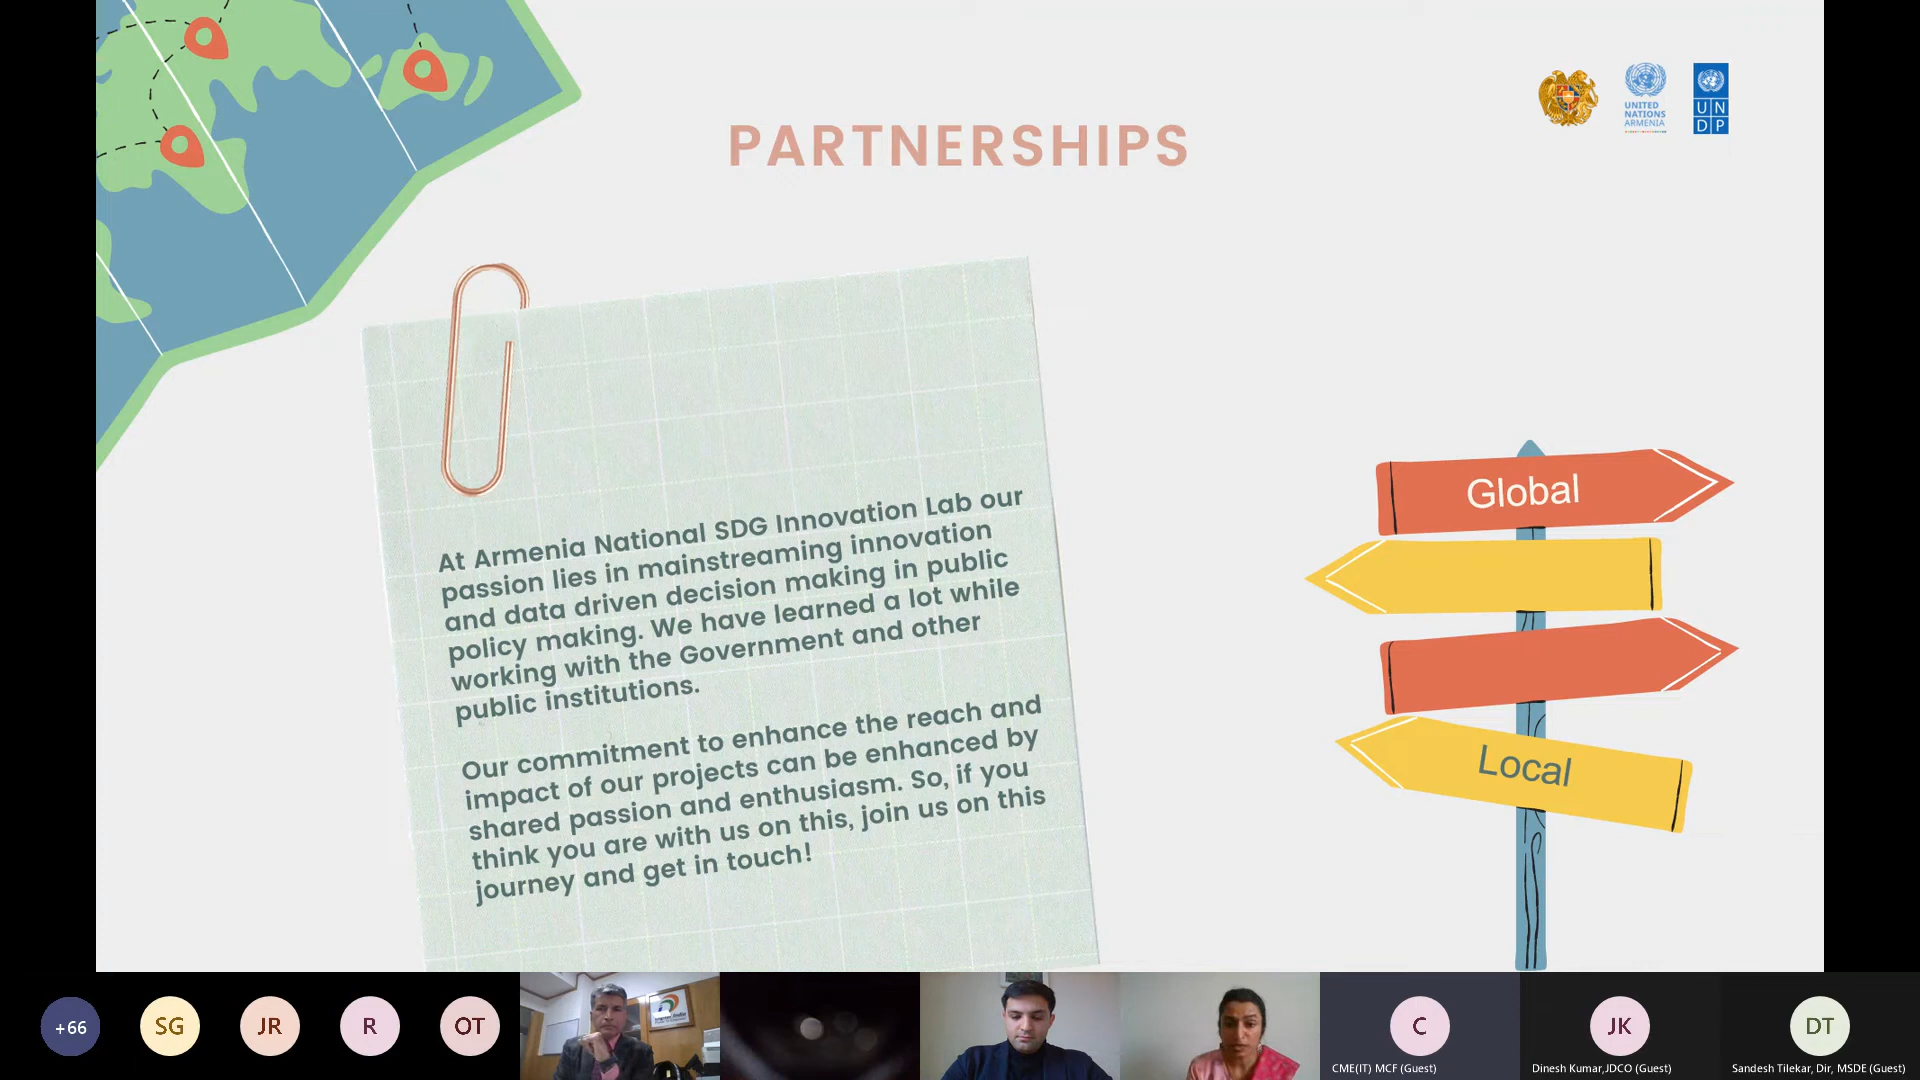 PARTNERSHIPS
UNITED
NATIONS
ARMENIA
UN
DP
At Armenia National SDG Innovation Lab our
passion lies in mainstreaming innovation
and data driven decision making in public
policy making. We have learned a lot while
working with the Government and other
public institutions.
Our commitment to enhance the reach and
impact of our projects can be enhanced by
shared passion and enthusiasm. So, if you
think you are with us on this, join us on this
journey and get in touch!
Global
Local
+66
SG
JR
R
OT
C
CME(IT) MCF (Guest)
JK
Dinesh Kumar,JDCO (Guest)
DT
Sandesh Tilekar, Dir, MSDE (Guest)